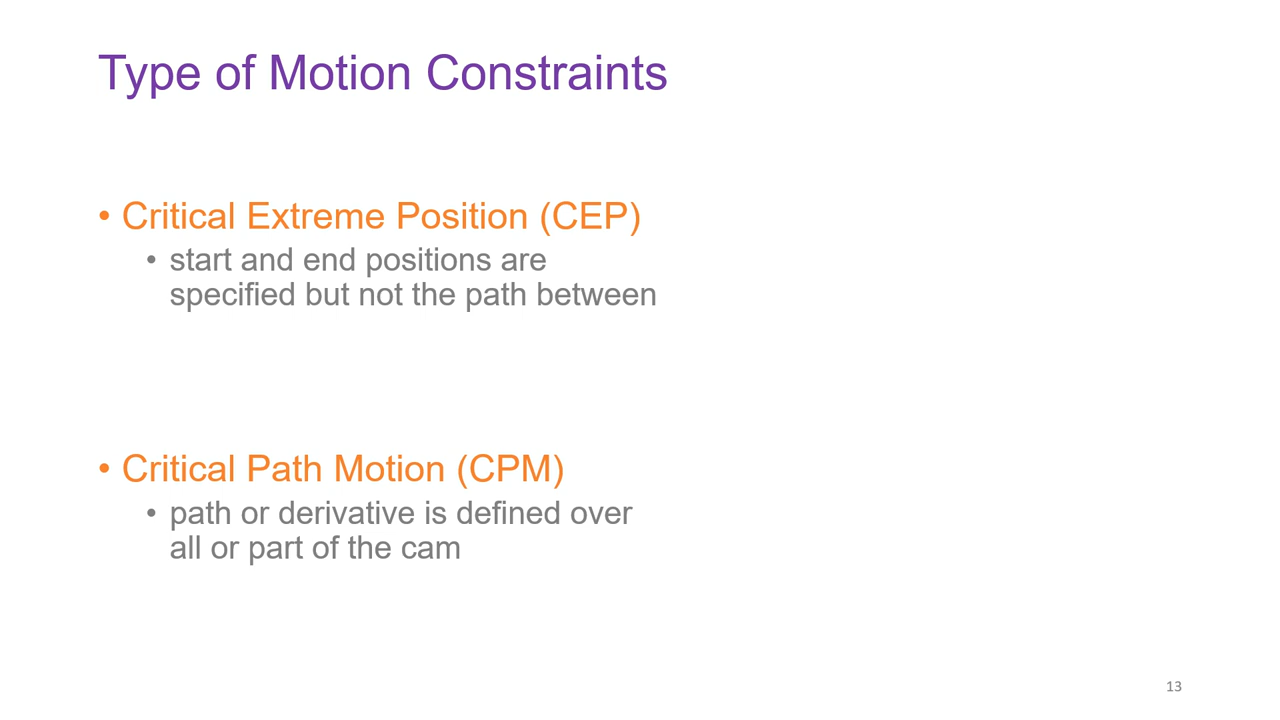 Type of Motion Constraints
• Critical Extreme Position (CEP)
• start and end positions are
specified but not the path between
• Critical Path Motion (CPM)
• path or derivative is defined over
all or part of the cam
13